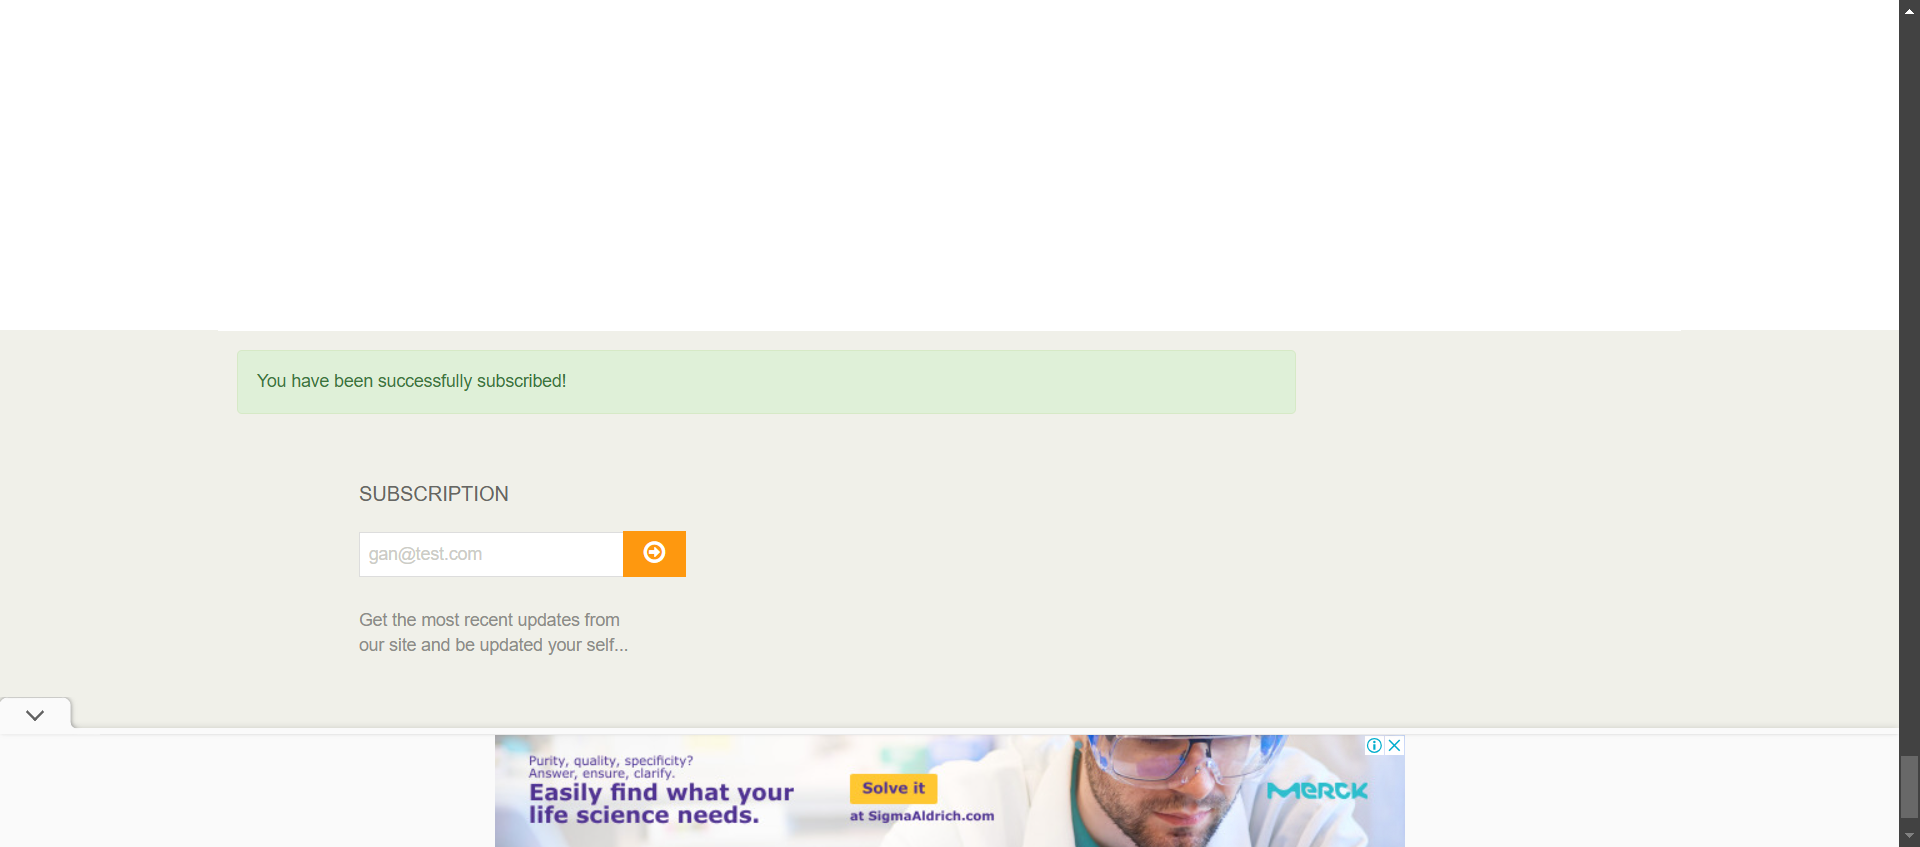 You have been successfully subscribed!
SUBSCRIPTION
gan@test.com
Get the most recent updates from
our site and be updated your self...
Purity, quality, specificity?
Answer, ensure, clarify.
Easily find what your
life science needs.
Solve it
at SigmaAldrich.com
MERCK